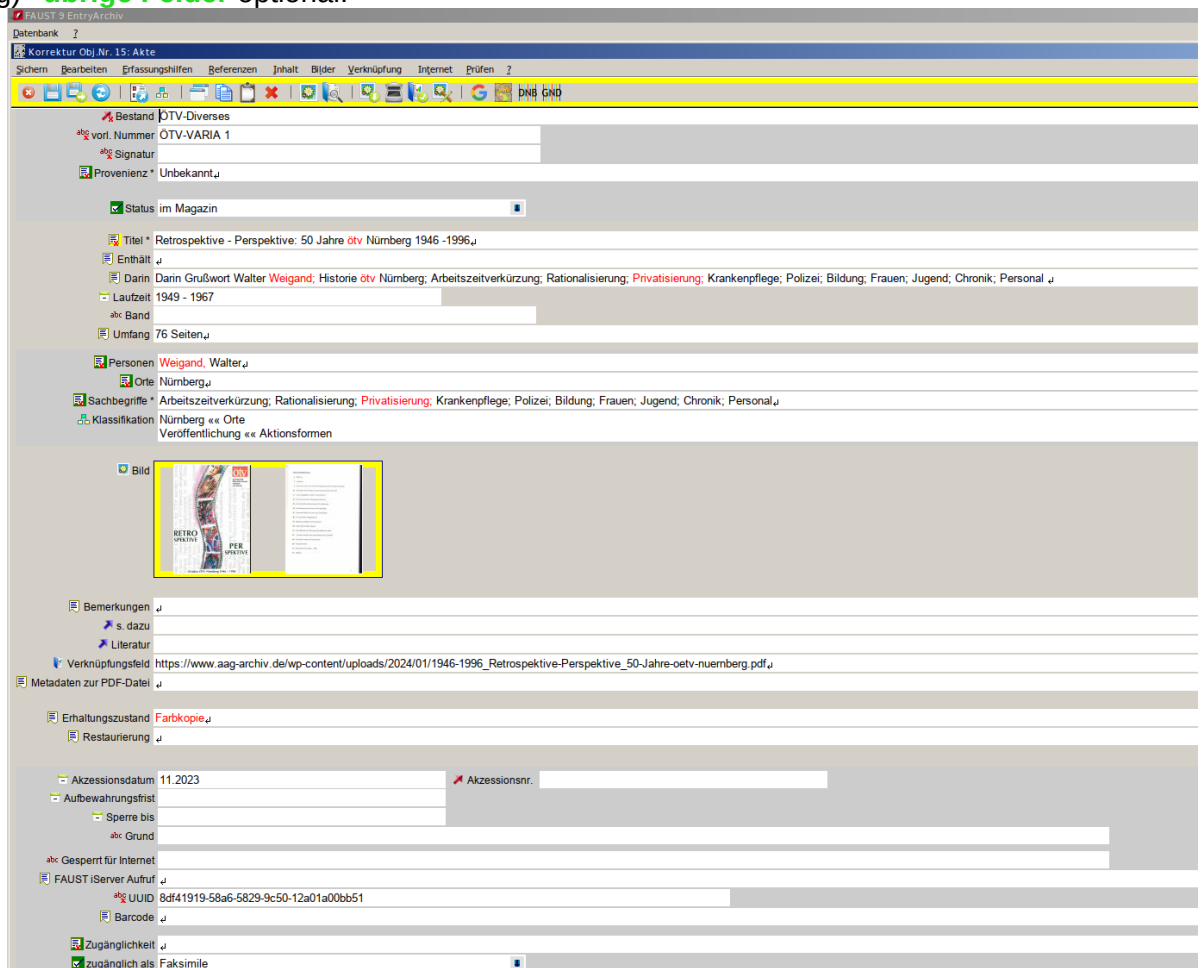 g) übrige Felder optional.
FAUST 9 EntryArchiv
Datenbank ?
Korrektur Obj.Nr. 15: Akte
Sichern Bearbeiten Erfassungshilfen Referenzen Inhalt Bilder Verknüpfung Internet Prüfen ?
G DNB GND
Bestand ÖTV-Diverses
vorl. Nummer ÖTV-VARIA 1
Signatur
Provenienz * Unbekannt
Status im Magazin
Titel * Retrospektive - Perspektive: 50 Jahre ötv Nürnberg 1946 -1996
Enthält
Darin Darin Grußwort Walter Weigand; Historie ötv Nürnberg; Arbeitszeitverkürzung; Rationalisierung; Privatisierung; Krankenpflege; Polizei; Bildung; Frauen; Jugend; Chronik; Personal
Laufzeit 1949 - 1967
abc Band
Umfang 76 Seiten
Personen Weigand, Walter
Orte Nürnberg
Sachbegriffe * Arbeitszeitverkürzung; Rationalisierung; Privatisierung; Krankenpflege; Polizei; Bildung; Frauen; Jugend; Chronik; Personal
Klassifikation Nürnberg «« Orte
Veröffentlichung «« Aktionsformen
Bild
ötv
RETRO
SPEKTIVE
PER
SPEKTIVE
Bemerkungen
s. dazu
Literatur
Verknüpfungsfeld https://www.aag-archiv.de/wp-content/uploads/2024/01/1946-1996_Retrospektive-Perspektive_50-Jahre-oetv-nuernberg.pdf
Metadaten zur PDF-Datei
Erhaltungszustand Farbkopie
Restaurierung
Akzessionsdatum 11.2023 Akzessionsnr.
Aufbewahrungsfrist
Sperre bis
abc Grund
abc Gesperrt für Internet
FAUST iServer Aufruf
UUID 8df41919-58a6-5829-9c50-12a01a00bb51
Barcode
Zugänglichkeit
zugänglich als Faksimile